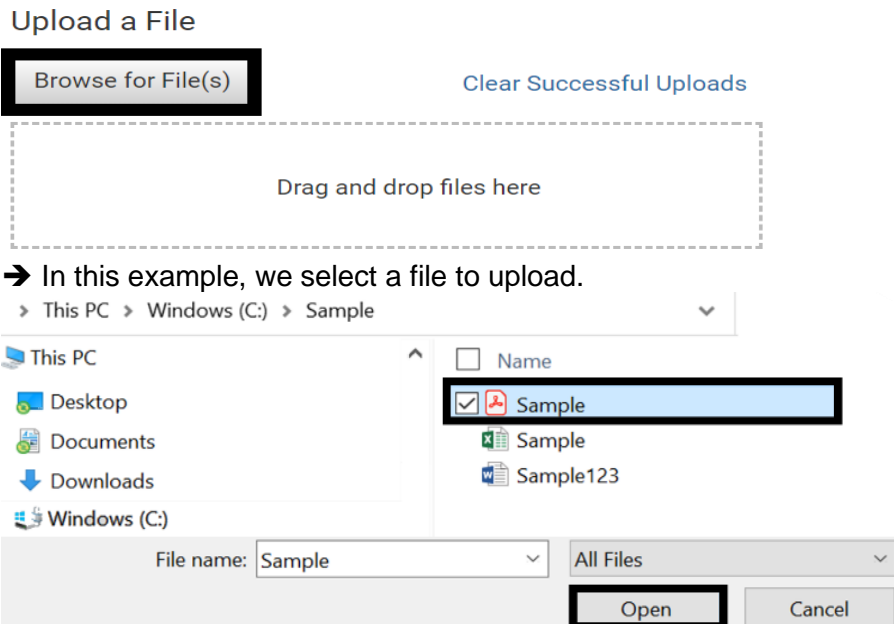 Upload a File
Browse for File(s) Clear Successful Uploads
Drag and drop files here
➔ In this example, we select a file to upload.
> This PC > Windows (C:) > Sample
This PC Name
Desktop Sample
Documents Sample
Downloads Sample123
Windows (C:)
File name: Sample All Files
Open Cancel